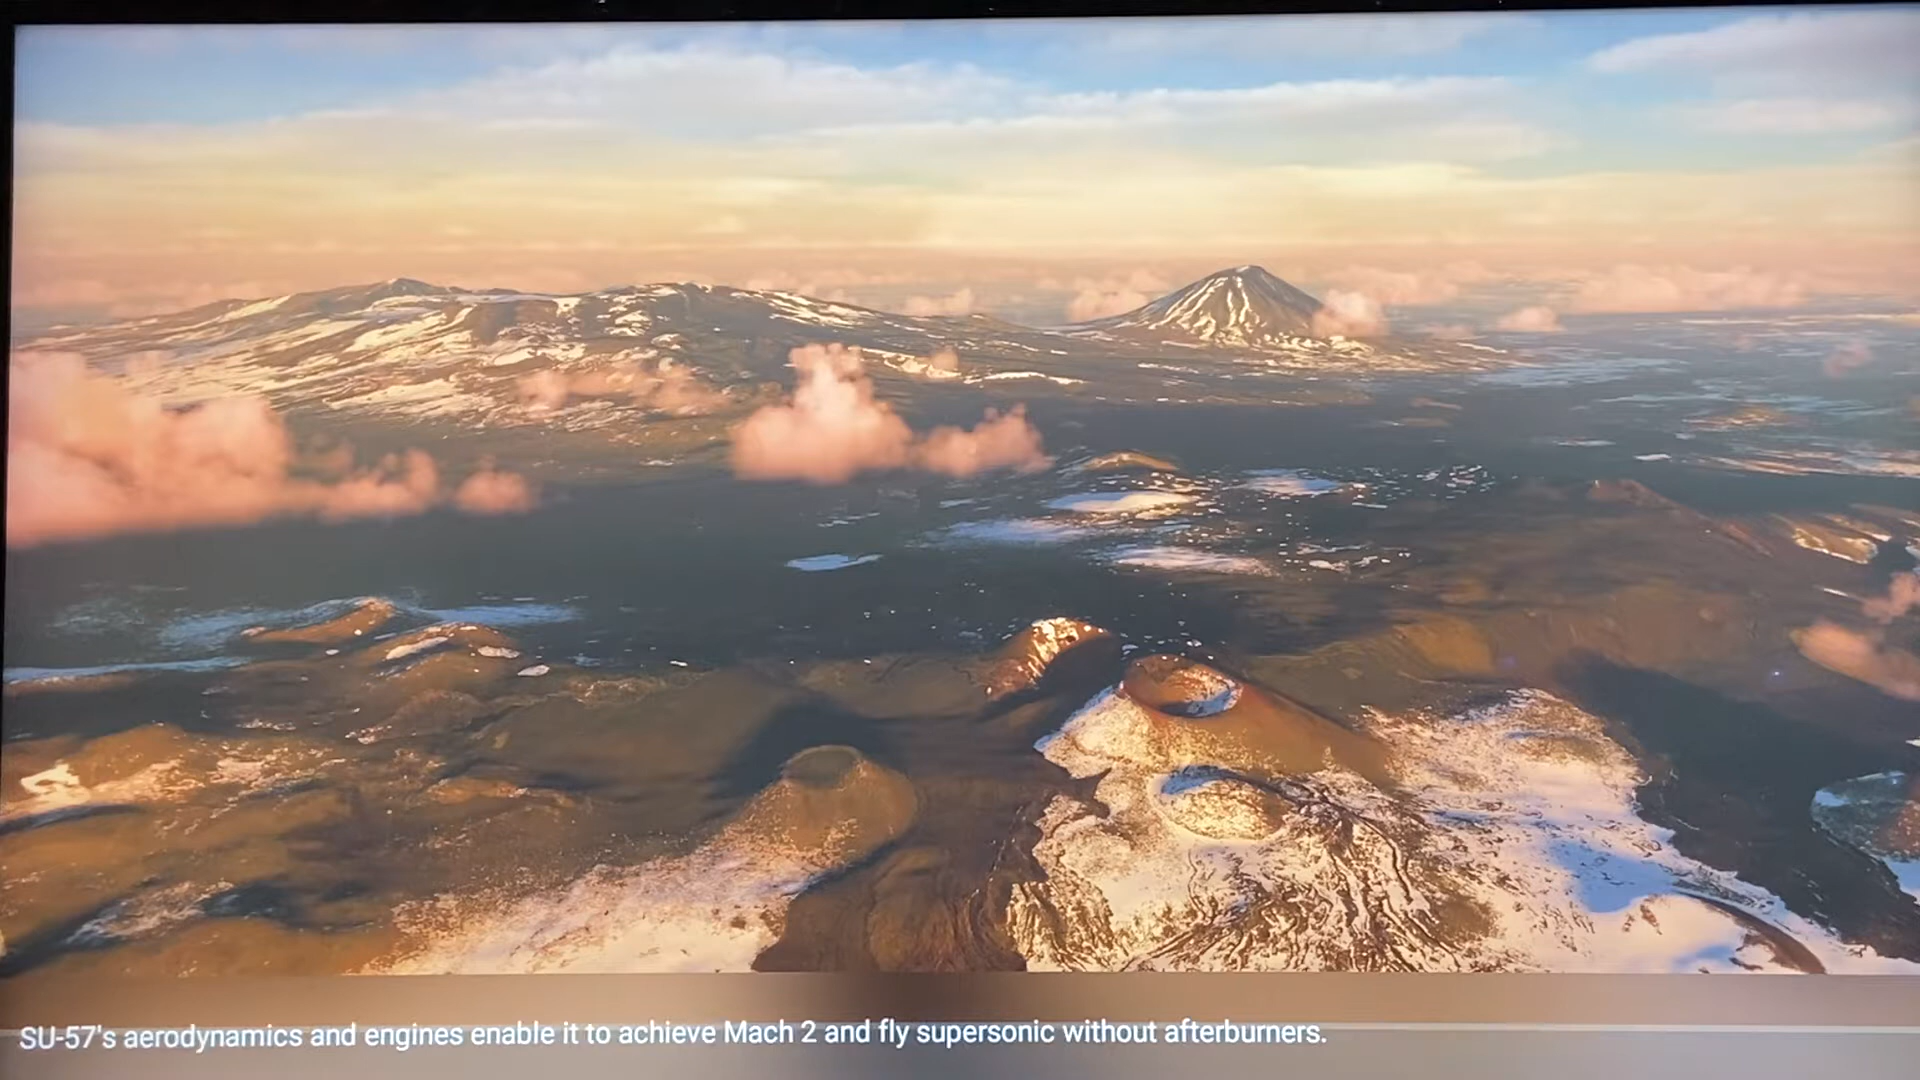 SU-57's aerodynamics and engines enable it to achieve Mach 2 and fly supersonic without afterburners.